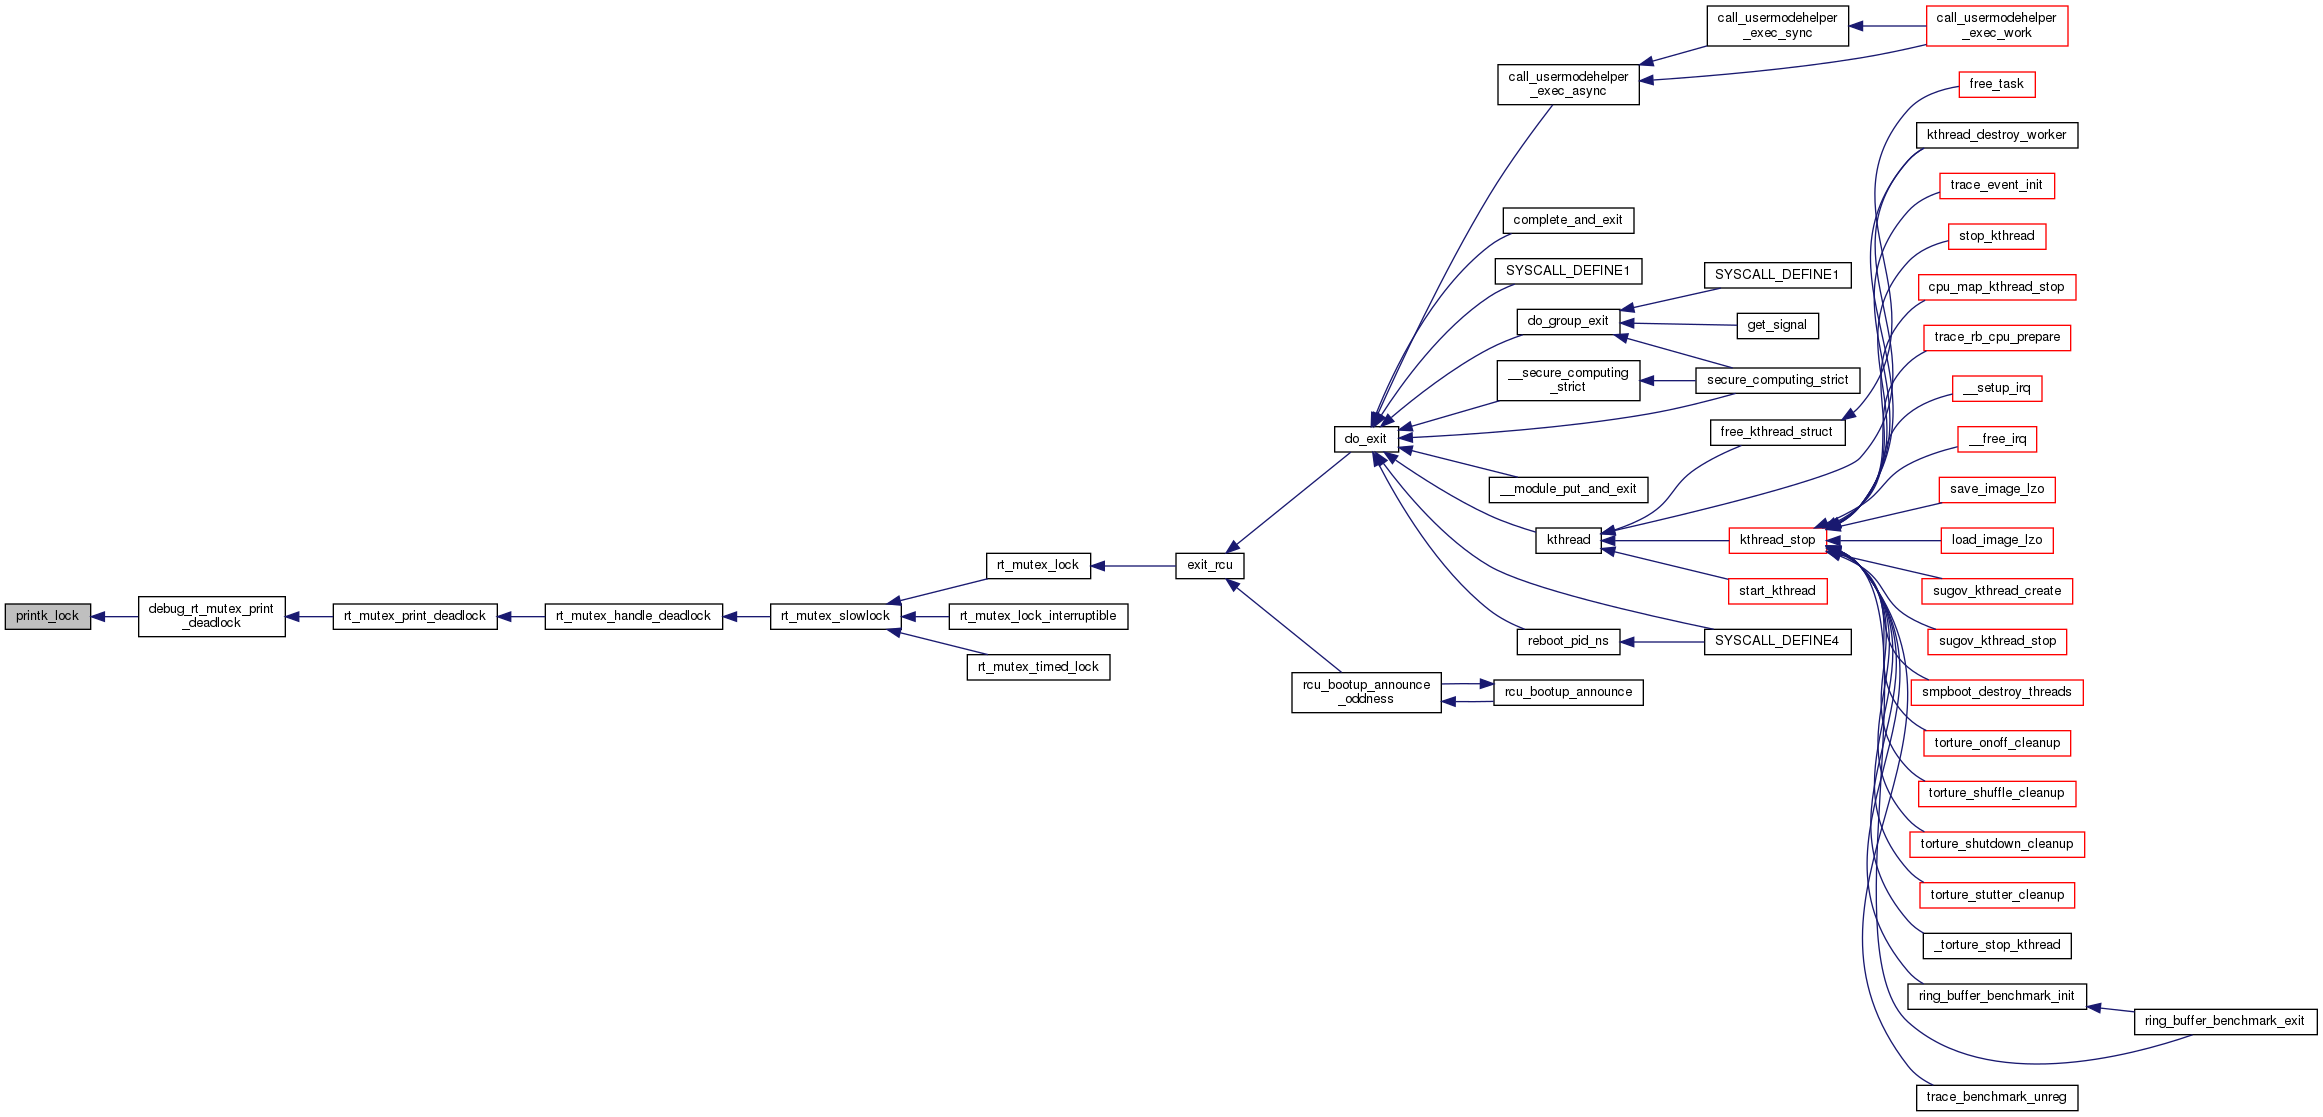 call_usermodehelper
_exec_sync
call_usermodehelper
_exec_work
call_usermodehelper
_exec_async
free_task
kthread_destroy_worker
trace_event_init
complete_and_exit
stop_kthread
SYSCALL_DEFINE1
SYSCALL_DEFINE1
cpu_map_kthread_stop
do_group_exit
get_signal
trace_rb_cpu_prepare
__secure_computing
_strict
secure_computing_strict
__setup_irq
do_exit
free_kthread_struct
__free_irq
__module_put_and_exit
save_image_lzo
kthread
kthread_stop
load_image_lzo
rt_mutex_lock
exit_rcu
start_kthread
sugov_kthread_create
printk_lock
debug_rt_mutex_print
_deadlock
rt_mutex_print_deadlock
rt_mutex_handle_deadlock
rt_mutex_slowlock
rt_mutex_lock_interruptible
reboot_pid_ns
SYSCALL_DEFINE4
sugov_kthread_stop
rt_mutex_timed_lock
rcu_bootup_announce
_oddness
rcu_bootup_announce
smpboot_destroy_threads
torture_onoff_cleanup
torture_shuffle_cleanup
torture_shutdown_cleanup
torture_stutter_cleanup
_torture_stop_kthread
ring_buffer_benchmark_init
ring_buffer_benchmark_exit
trace_benchmark_unreg